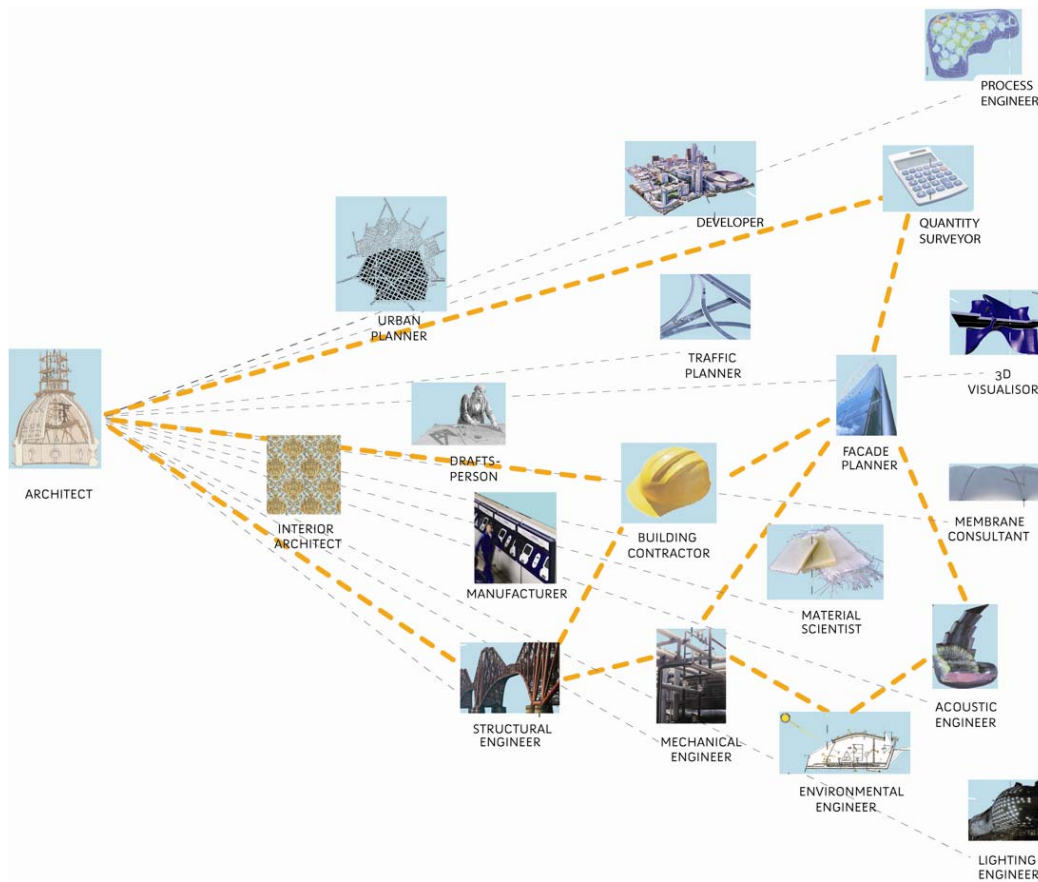 PROCESS
ENGINEER
DEVELOPER
QUANTITY
SURVEYOR
URBAN
PLANNER
TRAFFIC
PLANNER
3D
VISUALISOR
ARCHITECT
DRAFTS-
PERSON
FACADE
PLANNER
INTERIOR
ARCHITECT
BUILDING
CONTRACTOR
MEMBRANE
CONSULTANT
MANUFACTURER
MATERIAL
SCIENTIST
STRUCTURAL
ENGINEER
MECHANICAL
ENGINEER
ACOUSTIC
ENGINEER
ENVIRONMENTAL
ENGINEER
LIGHTING
ENGINEER